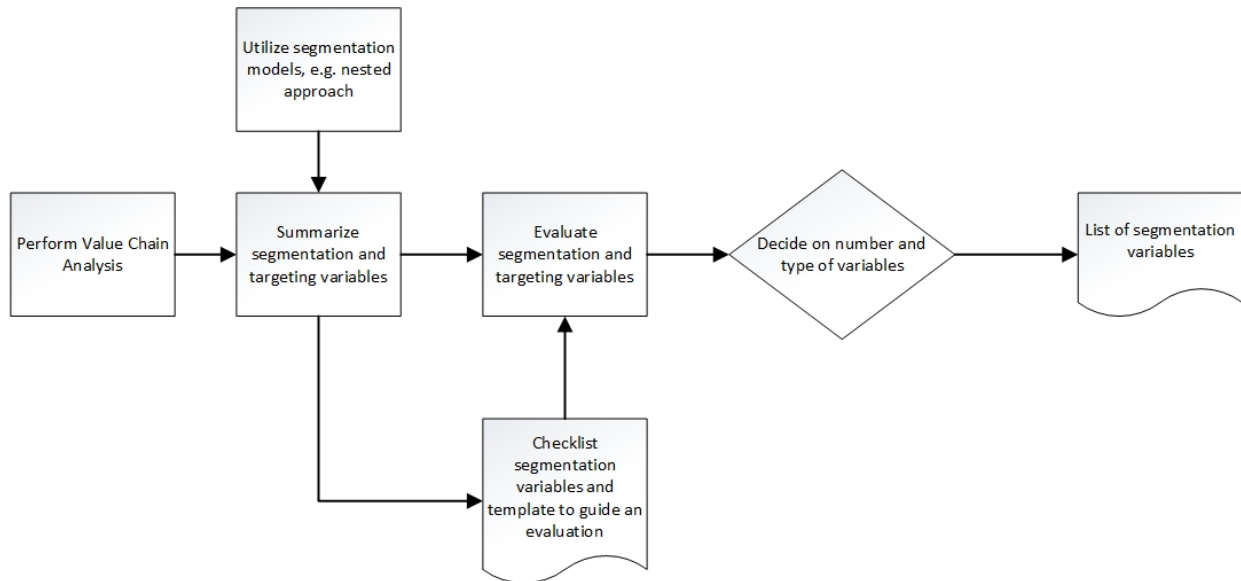 Utilize segmentation
models, e.g. nested
approach
Perform Value Chain
Analysis
Summarize
segmentation and
targeting variables
Evaluate
segmentation and
targeting variables
Decide on number and
type of variables
List of segmentation
variables
Checklist
segmentation
variables and
template to guide an
evaluation